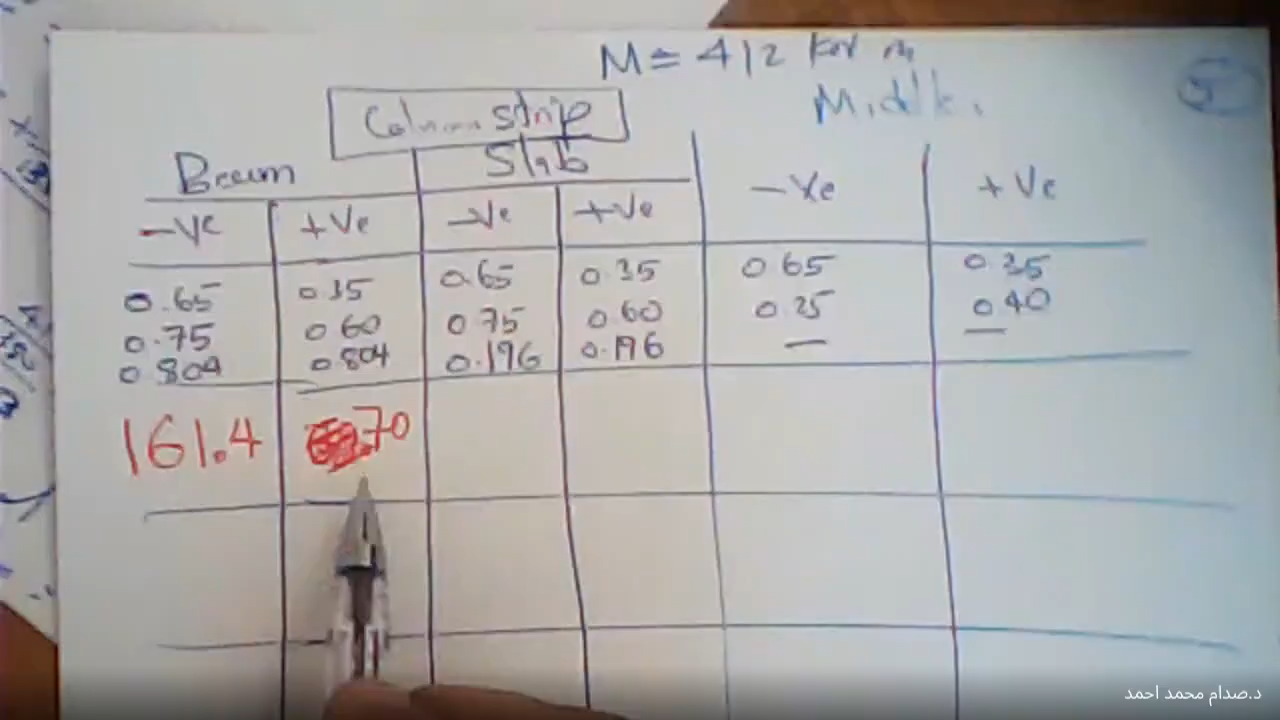 M = 412 kN m
5
Column strip
Middle.
Beam
Slab
-Ve +Ve -Ve +Ve -Ve +Ve
0.65 0.35 0.65 0.35 0.65 0.35
0.75 0.60 0.75 0.60 0.25 0.40
0.804 0.804 0.196 0.196 — —
161.4 70
د.صدام محمد احمد